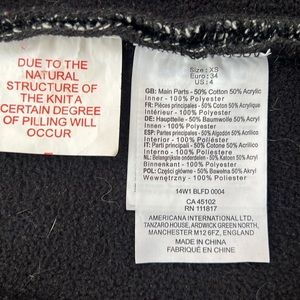 DUE TO THE
NATURAL
STRUCTURE OF
THE KNIT A
CERTAIN DEGREE
OF PILLING WILL
OCCUR
Size : XS
Euro : 34
US : 4
GB: Main Parts - 50% Cotton 50% Acrylic
Inner - 100% Polyester
FR: Pièces principales - 50% Coton 50% Acrylique
Intérieur - 100% Polyester
DE: Hauptteile - 50% Baumwolle 50% Acryl
Innen - 100% Polyester
ESP: Partes principales - 50% Algodón 50% Acrílico
Interior - 100% Poliéster
IT: Parti principali - 50% Cotone 50% Acrilico
Interno - 100% Poliestere
NL: Belangrijkste onderdelen - 50% Katoen 50% Acryl
Binnenkant - 100% Polyester
POL: Części główne - 50% Bawełna 50% Akryl
Wewnętrzny - 100% Poliester
14W1 BLFD 0004
CA 45102
RN 111817
AMERICANA INTERNATIONAL LTD.,
TANZARO HOUSE, ARDWICK GREEN NORTH,
MANCHESTER M12 6FZ, ENGLAND
MADE IN CHINA
FABRIQUÉ EN CHINE